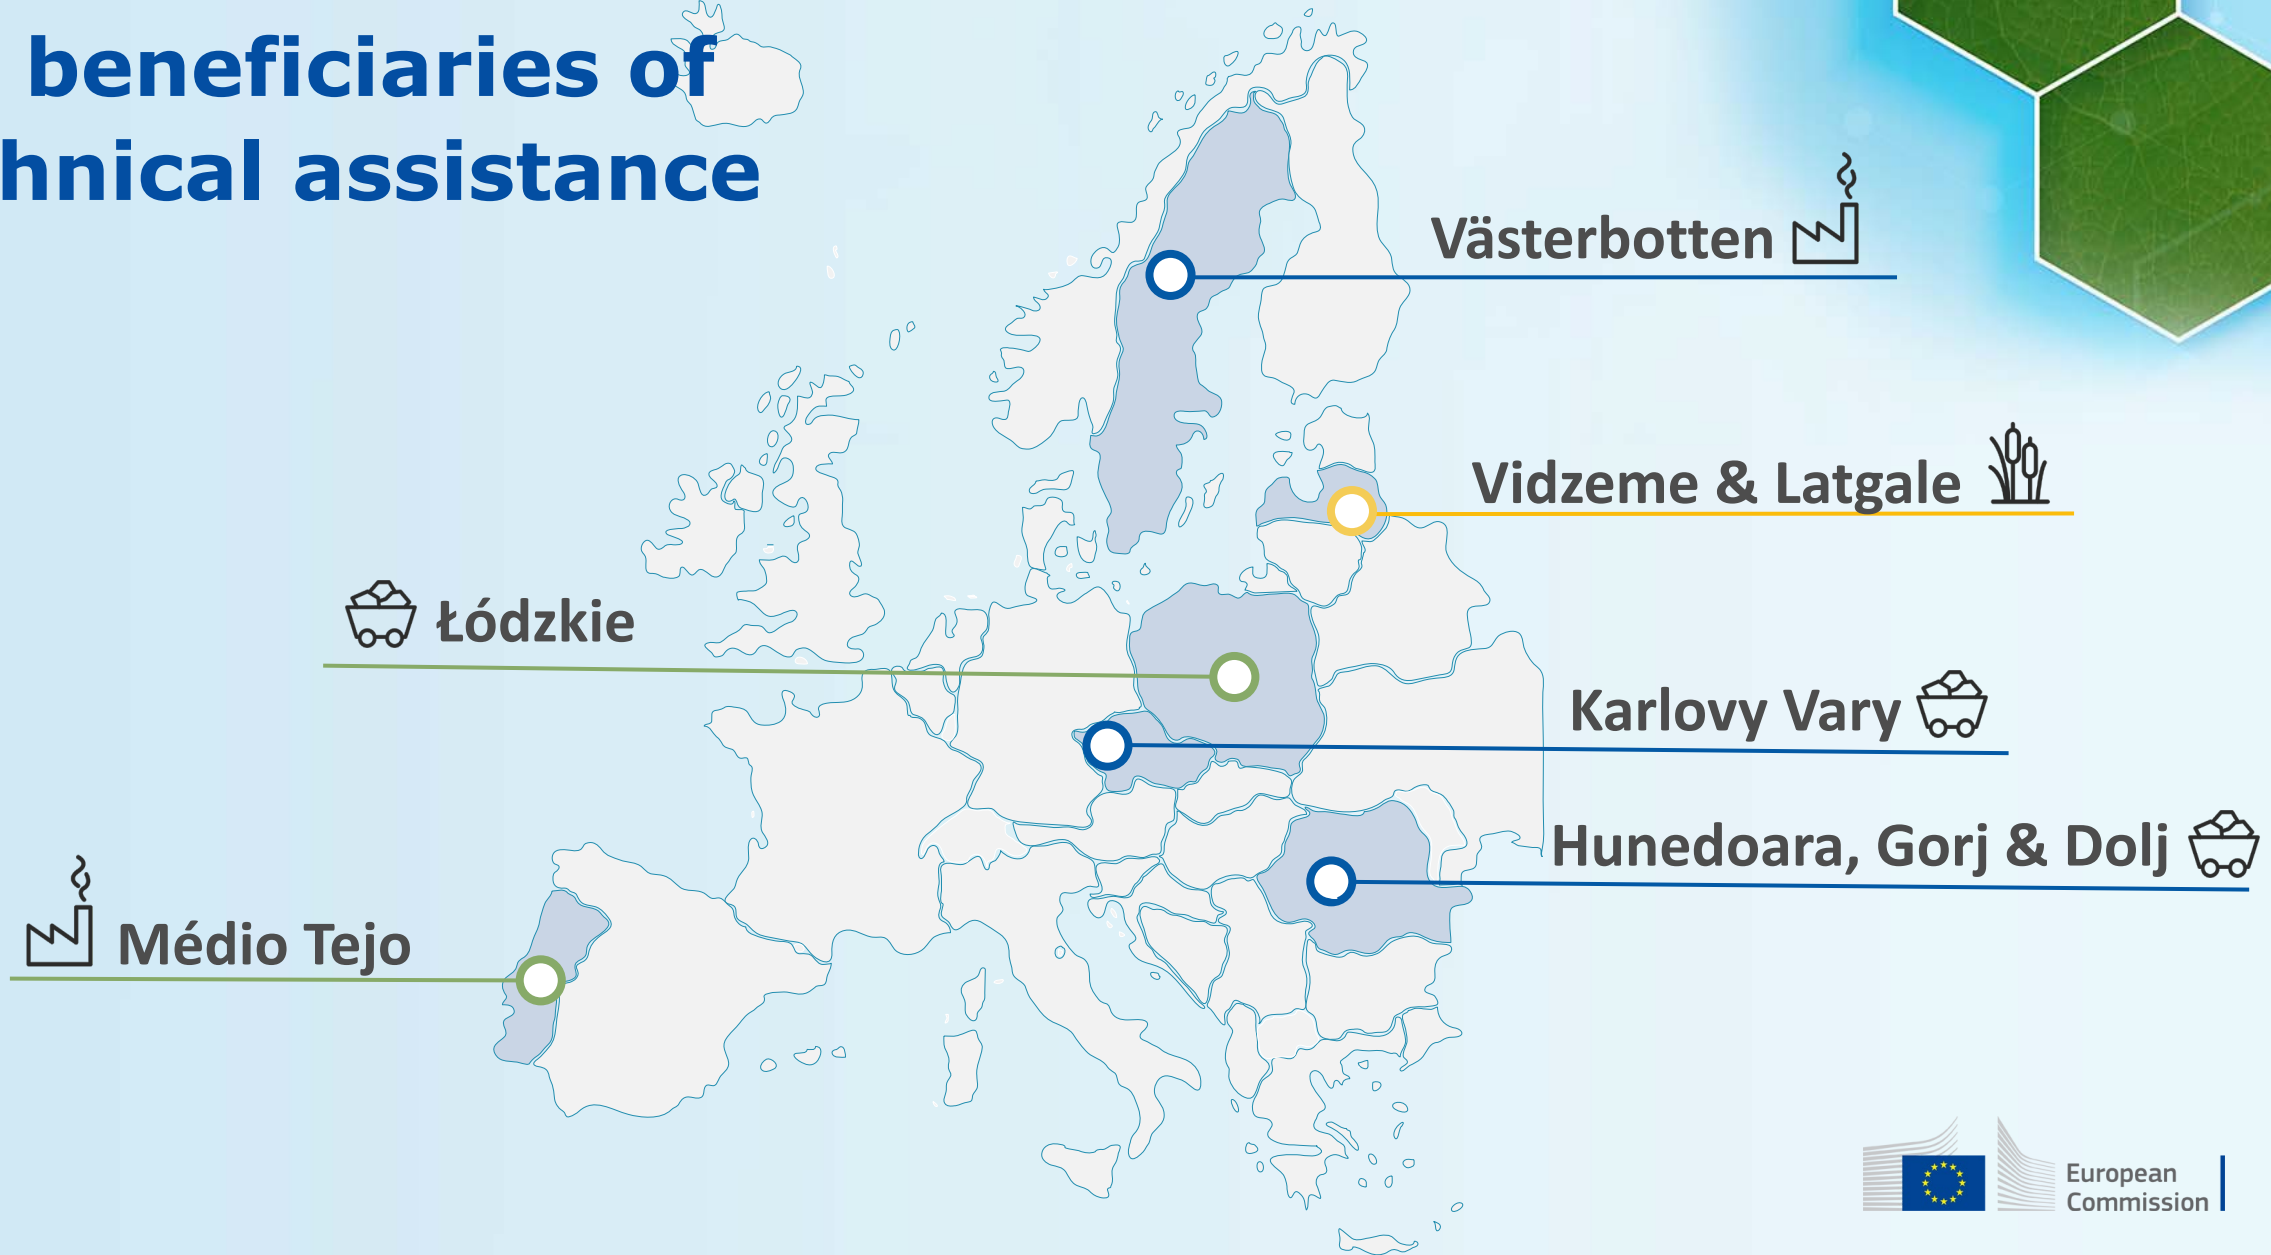 beneficiaries of
hnical assistance
Västerbotten
Vidzeme & Latgale
Łódzkie
Karlovy Vary
Hunedoara, Gorj & Dolj
Médio Tejo
European
Commission